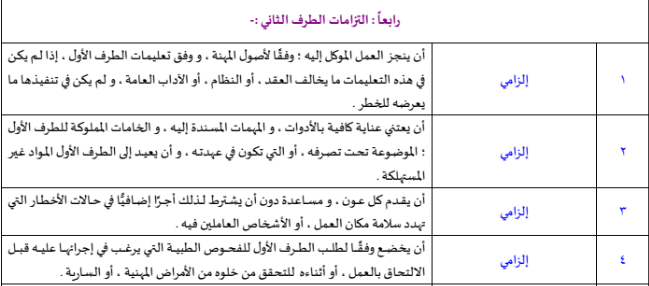 رابعاً : التزامات الطرف الثاني :-
١
إلزامي
أن ينجز العمل الموكل إليه ؛ وفقًا لأصول المهنة ، و وفق تعليمات الطرف الأول ، إذا لم يكن
في هذه التعليمات ما يخالف العقد ، أو النظام ، أو الآداب العامة ، و لم يكن في تنفيذها ما
يعرضه للخطر .
٢
إلزامي
أن يعتني عناية كافية بالأدوات ، و المهمات المسندة إليه ، و الخامات المملوكة للطرف الأول
؛ الموضوعة تحت تصرفه ، أو التي تكون في عهدته ، و أن يعيد إلى الطرف الأول المواد غير
المستهلكة .
٣
إلزامي
أن يقدم كل عون ، و مساعدة دون أن يشترط لذلك أجرًا إضافيًّا في حالات الأخطار التي
تهدد سلامة مكان العمل ، أو الأشخاص العاملين فيه .
٤
إلزامي
أن يخضع وفقًا لطلب الطرف الأول للفحوص الطبية التي يرغب في إجرائها عليه قبل
الالتحاق بالعمل ، أو أثناءه للتحقق من خلوه من الأمراض المهنية ، أو السارية .